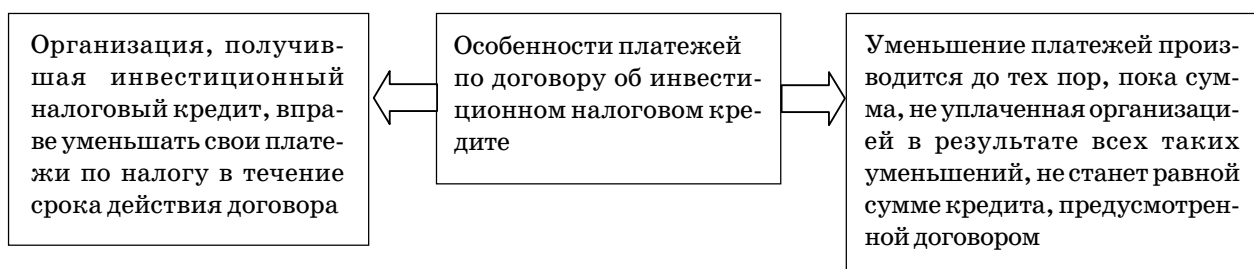 Организация, получив-
шая инвестиционный
налоговый кредит, впра-
ве уменьшать свои плате-
жи по налогу в течение
срока действия договора
Особенности платежей
по договору об инвести-
ционном налоговом кре-
дите
Уменьшение платежей произ-
водится до тех пор, пока сум-
ма, не уплаченная организаци-
ей в результате всех таких
уменьшений, не станет равной
сумме кредита, предусмотрен-
ной договором